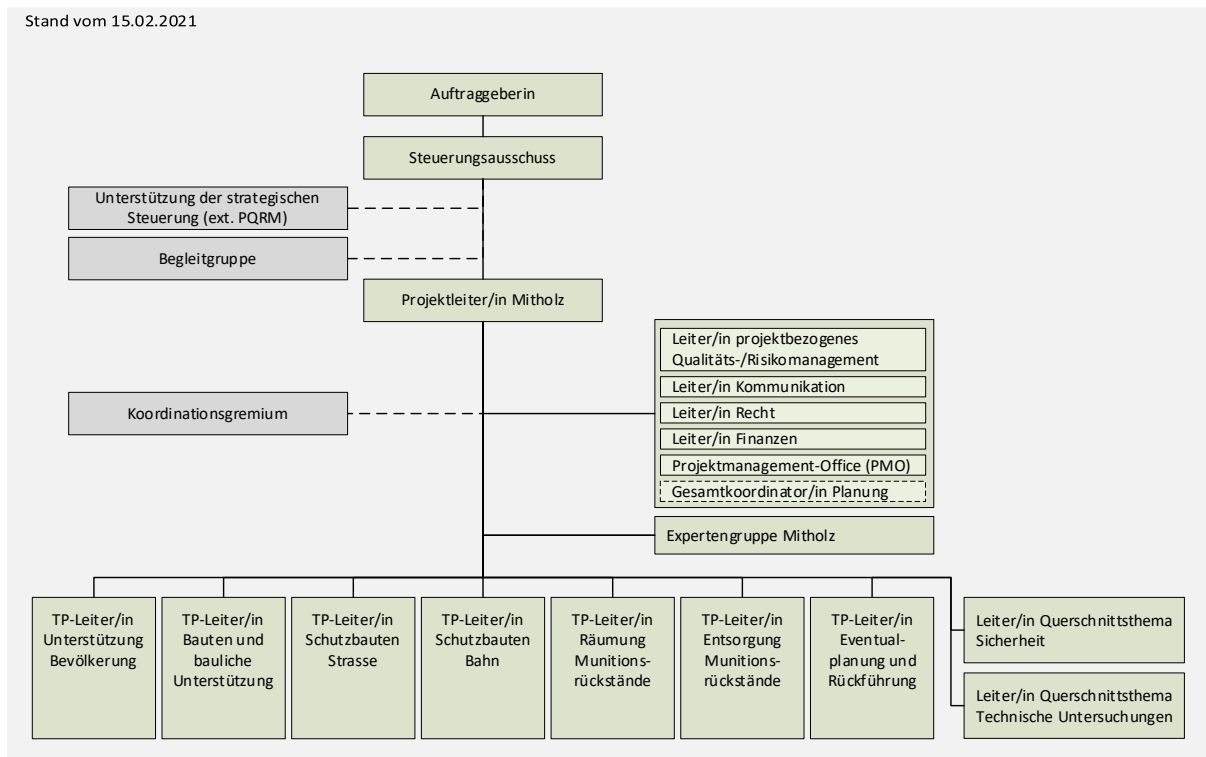 Stand vom 15.02.2021
Auftraggeberin
Steuerungsausschuss
Unterstützung der strategischen
Steuerung (ext. PQRM)
Begleitgruppe
Projektleiter/in Mitholz
Leiter/in projektbezogenes
Qualitäts-/Risikomanagement
Leiter/in Kommunikation
Koordinationsgremium
Leiter/in Recht
Leiter/in Finanzen
Projektmanagement-Office (PMO)
Gesamtkoordinator/in Planung
Expertengruppe Mitholz
TP-Leiter/in
Unterstützung
Bevölkerung
TP-Leiter/in
Bauten und
bauliche
Unterstützung
TP-Leiter/in
Schutzbauten
Strasse
TP-Leiter/in
Schutzbauten
Bahn
TP-Leiter/in
Räumung
Munitions-
rückstände
TP-Leiter/in
Entsorgung
Munitions-
rückstände
TP-Leiter/in
Eventual-
planung und
Rückführung
Leiter/in Querschnittsthema
Sicherheit
Leiter/in Querschnittsthema
Technische Untersuchungen